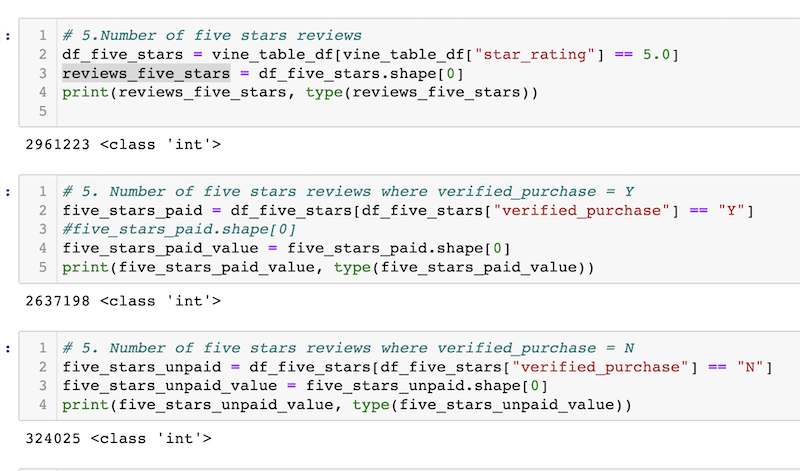 :
1 # 5.Number of five stars reviews
2 df_five_stars = vine_table_df[vine_table_df["star_rating"] == 5.0]
3 reviews_five_stars = df_five_stars.shape[0]
4 print(reviews_five_stars, type(reviews_five_stars))
5
2961223 <class 'int'>
:
1 # 5. Number of five stars reviews where verified_purchase = Y
2 five_stars_paid = df_five_stars[df_five_stars["verified_purchase"] == "Y"]
3 #five_stars_paid.shape[0]
4 five_stars_paid_value = five_stars_paid.shape[0]
5 print(five_stars_paid_value, type(five_stars_paid_value))
2637198 <class 'int'>
:
1 # 5. Number of five stars reviews where verified_purchase = N
2 five_stars_unpaid = df_five_stars[df_five_stars["verified_purchase"] == "N"]
3 five_stars_unpaid_value = five_stars_unpaid.shape[0]
4 print(five_stars_unpaid_value, type(five_stars_unpaid_value))
324025 <class 'int'>